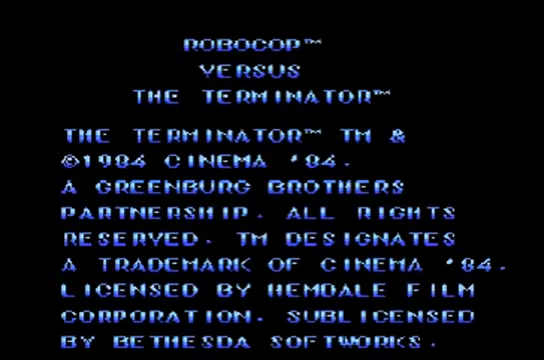 ROBOCOP™
VERSUS
THE TERMINATOR™
THE TERMINATOR™ TM &
©1984 CINEMA '84.
A GREENBURG BROTHERS
PARTNERSHIP. ALL RIGHTS
RESERVED. TM DESIGNATES
A TRADEMARK OF CINEMA '84.
LICENSED BY HEMDALE FILM
CORPORATION. SUBLICENSED
BY BETHESDA SOFTWORKS.